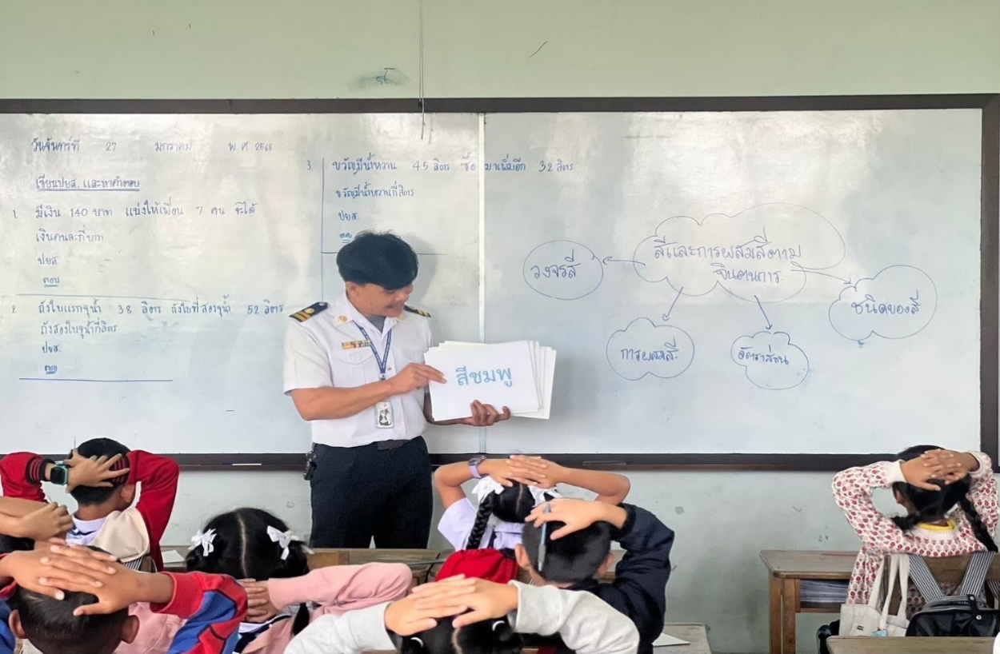 วันจันทร์ที่ 27 มกราคม พ.ศ. 2568
เขียนปยส. และหาคำตอบ
1. มีเงิน 140 บาท แบ่งให้เพื่อน 7 คน จะได้
เงินคนละกี่บาท
ปยส.
ตอบ
2. ถังใบแรกจุน้ำ 38 ลิตร ถังใบที่สองจุน้ำ 52 ลิตร
ถังสองใบจุน้ำกี่ลิตร
ปยส.
ตอบ
3. ขวัญมีน้ำหวาน 45 ลิตร ซื้อมาเพิ่มอีก 32 ลิตร
ขวัญมีน้ำหวานกี่ลิตร
ปยส.
ตอบ
สีชมพู
สีและการผสมสีตาม
จินตนาการ
วงจรสี
การผสมสี
อัตราส่วน
ชนิดของสี